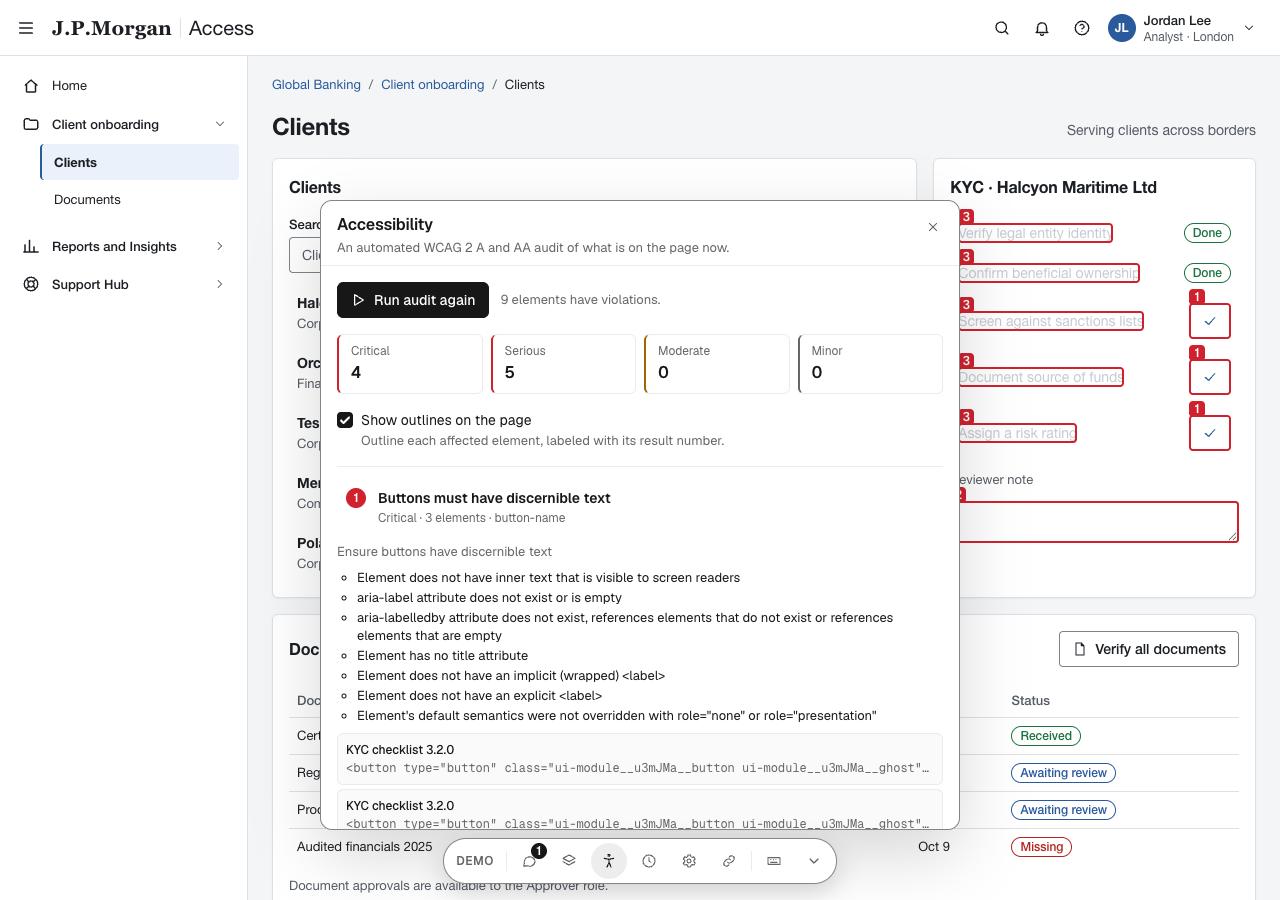 J.P.Morgan Access
JL
Jordan Lee
Analyst · London
Home
Client onboarding
Clients
Documents
Reports and Insights
Support Hub
Global Banking / Client onboarding / Clients
Clients
Serving clients across borders
Clients
KYC · Halcyon Maritime Ltd
3
Verify legal entity identity
Done
3
Confirm beneficial ownership
Done
3
Screen against sanctions lists
1
3
Document source of funds
1
3
Assign a risk rating
1
eviewer note
Accessibility
An automated WCAG 2 A and AA audit of what is on the page now.
Run audit again
9 elements have violations.
Critical
4
Serious
5
Moderate
0
Minor
0
Show outlines on the page
Outline each affected element, labeled with its result number.
1
Buttons must have discernible text
Critical · 3 elements · button-name
Ensure buttons have discernible text
Element does not have inner text that is visible to screen readers
aria-label attribute does not exist or is empty
aria-labelledby attribute does not exist, references elements that do not exist or references
elements that are empty
Element has no title attribute
Element does not have an implicit (wrapped) <label>
Element does not have an explicit <label>
Element's default semantics were not overridden with role="none" or role="presentation"
KYC checklist 3.2.0
<button type="button" class="ui-module__u3mJMa__button ui-module__u3mJMa__ghost"…
KYC checklist 3.2.0
<button type="button" class="ui-module__u3mJMa__button ui-module__u3mJMa__ghost"…
Verify all documents
Status
Received
Awaiting review
Awaiting review
Audited financials 2025
Oct 9
Missing
Document approvals are available to the Approver role.
DEMO
1